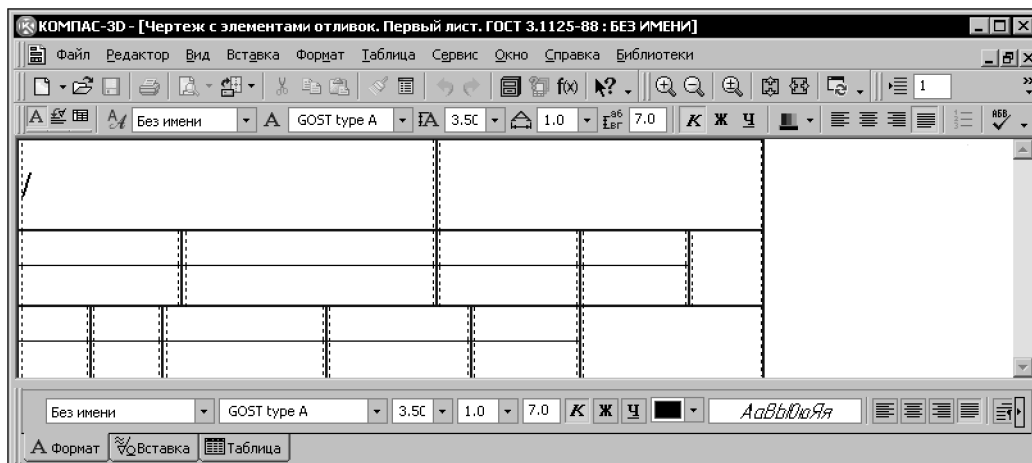 КОМПАС-3D - [Чертеж с элементами отливок. Первый лист. ГОСТ 3.1125-88 : БЕЗ ИМЕНИ]
Файл Редактор Вид Вставка Формат Таблица Сервис Окно Справка Библиотеки
f(x) 1
Без имени GOST type A 3.50 1.0 7.0 К Ж Ч
Без имени GOST type A 3.50 1.0 7.0 К Ж Ч АаВbЮюЯя
Формат Вставка Таблица